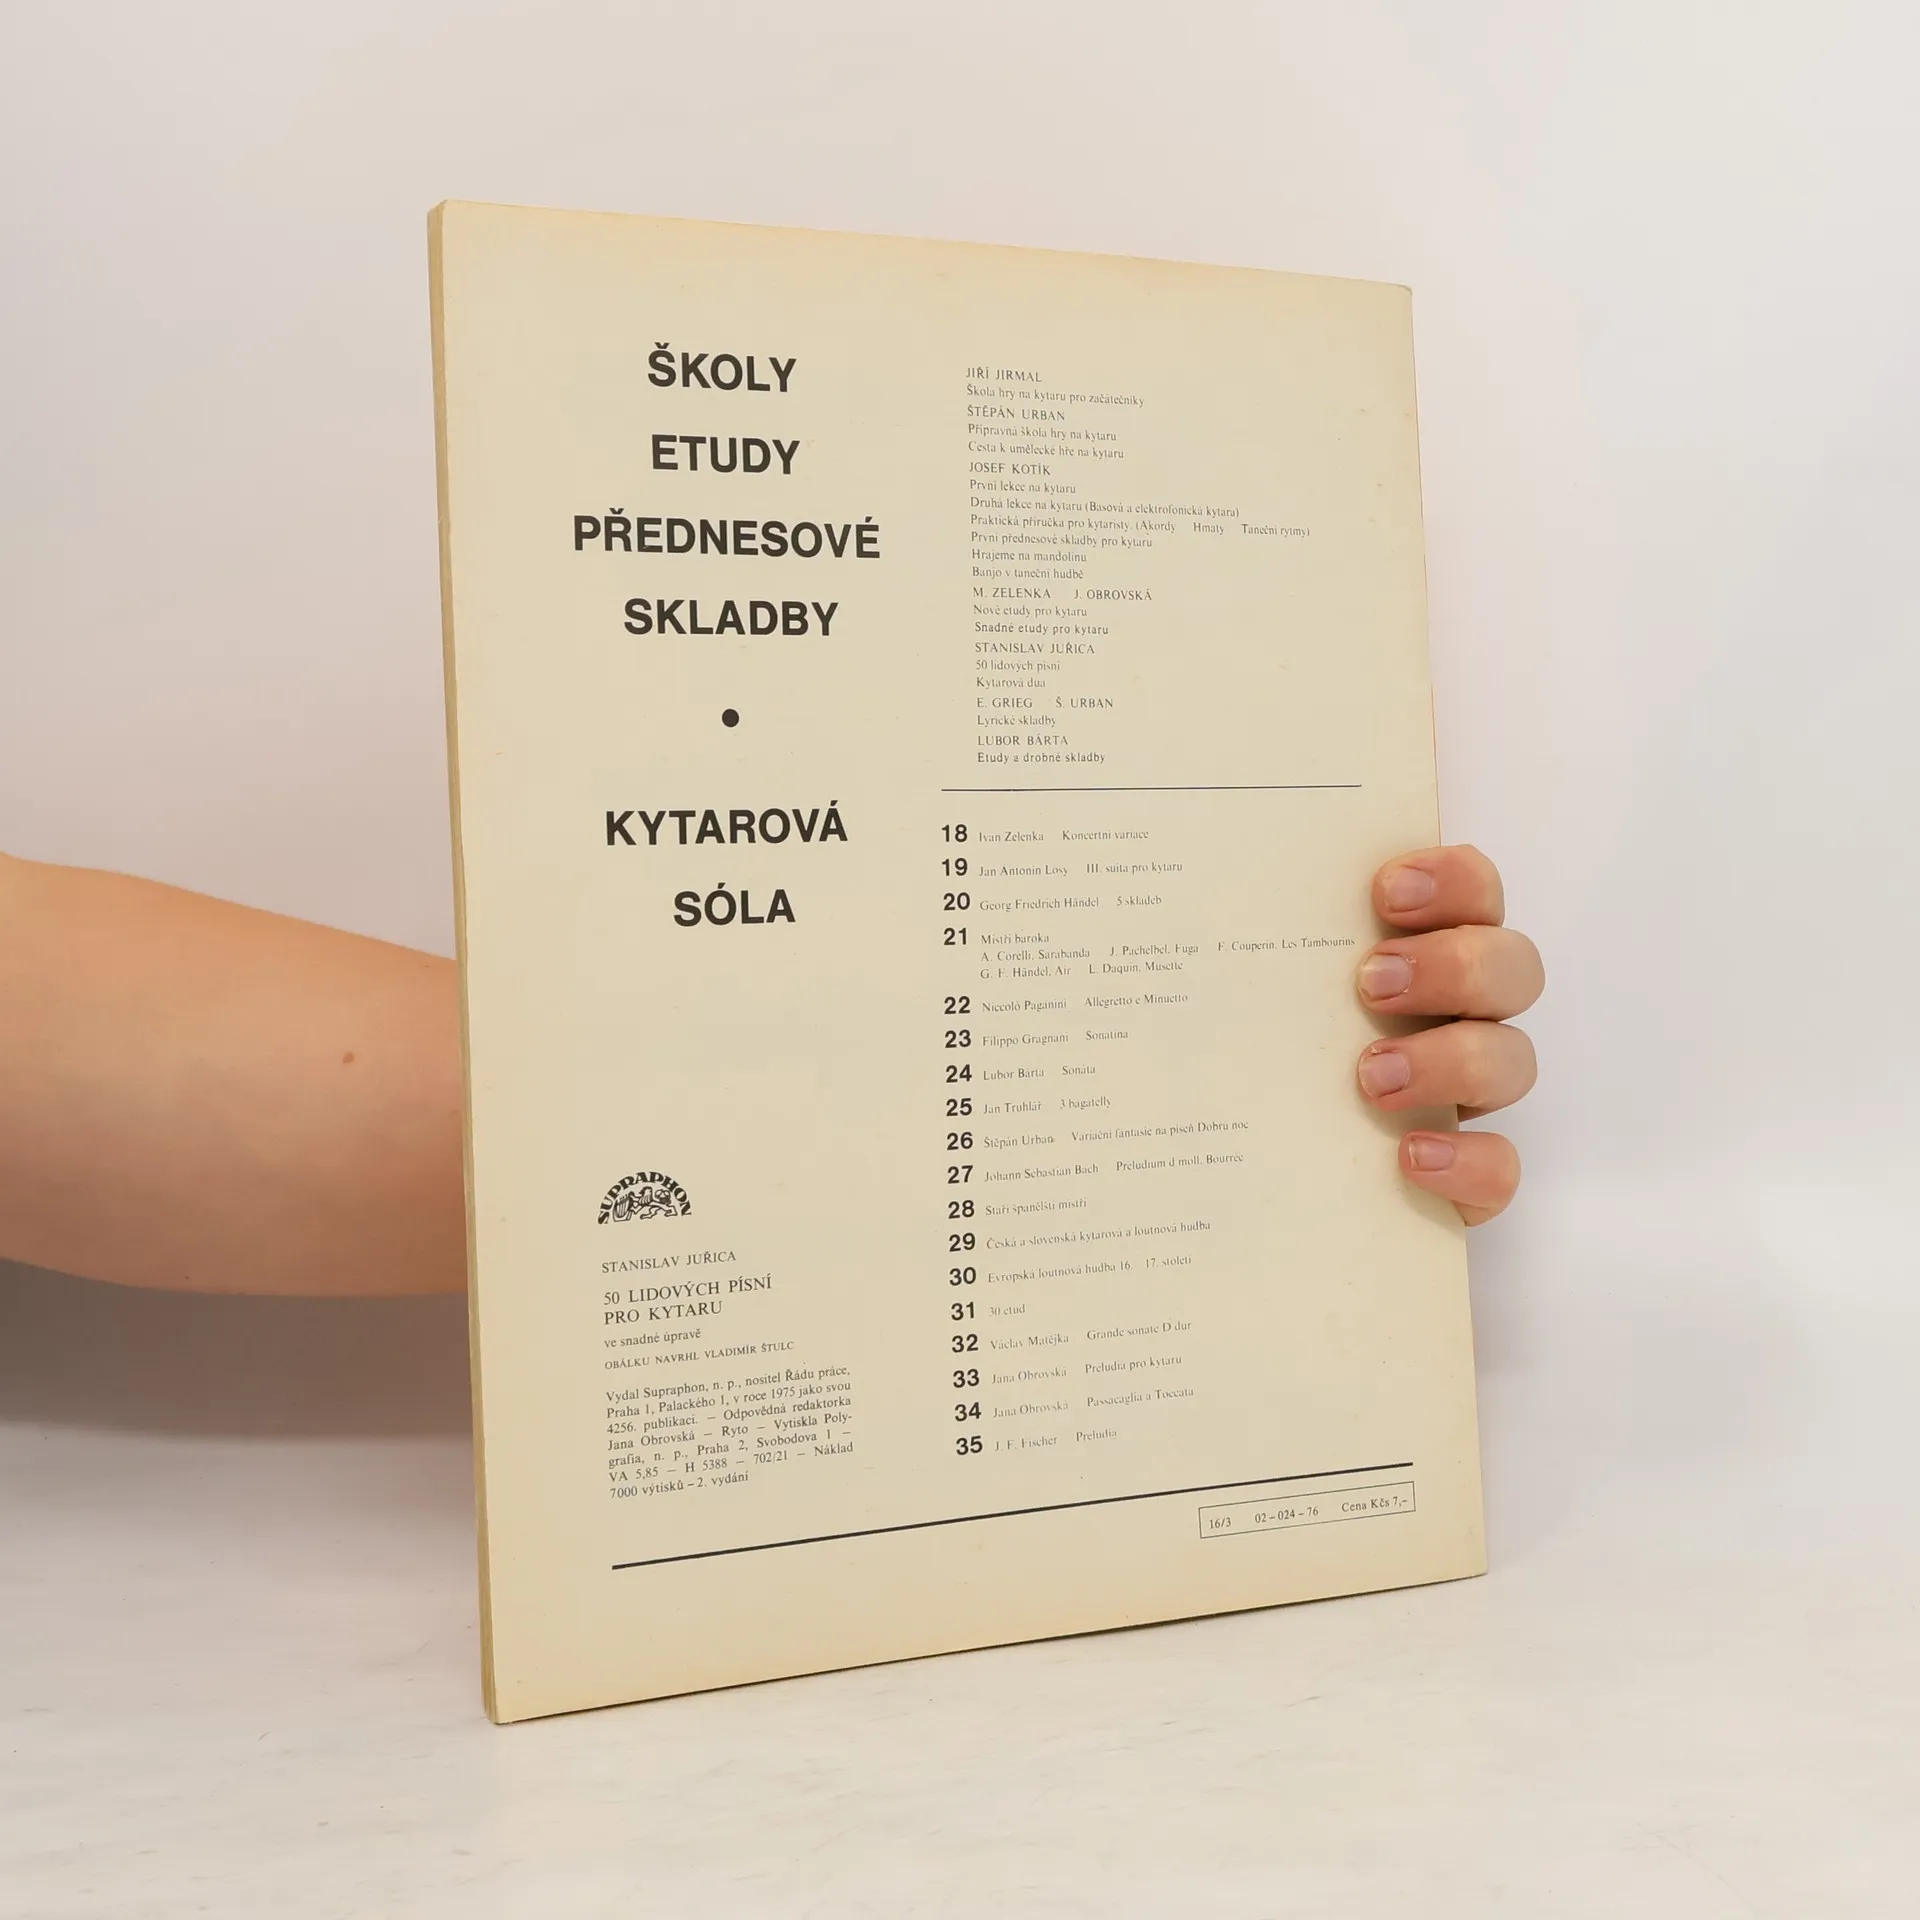 ŠKOLY
ETUDY
PŘEDNESOVÉ
SKLADBY
•
KYTAROVÁ
SÓLA
SUPRAPHON
STANISLAV JUŘICA
50 LIDOVÝCH PÍSNÍ
PRO KYTARU
ve snadné úpravě
OBÁLKU NAVRHL VLADIMÍR ŠTULC
Vydal Supraphon, n. p., nositel Řádu práce,
Praha 1, Palackého 1, v roce 1975 jako svou
4256. publikaci. – Odpovědná redaktorka
Jana Obrovská – Ryto – Vytiskla Poly-
grafia, n. p., Praha 2, Svobodova 1 –
VA 5,85 – H 5388 – 702/21 – Náklad
7000 výtisků – 2. vydání
JIŘÍ JIRMAL
Škola hry na kytaru pro začátečníky
ŠTĚPÁN URBAN
Přípravná škola hry na kytaru
Cesta k umělecké hře na kytaru
JOSEF KOTÍK
První lekce na kytaru
Druhá lekce na kytaru (Basová a elektrofonická kytara)
Praktická příručka pro kytaristy. (Akordy Hmaty Taneční rytmy)
První přednesové skladby pro kytaru
Hrajeme na mandolinu
Banjo v taneční hudbě
M. ZELENKA J. OBROVSKÁ
Nové etudy pro kytaru
Snadné etudy pro kytaru
STANISLAV JUŘICA
50 lidových písní
Kytarová dua
E. GRIEG Š. URBAN
Lyrické skladby
LUBOR BÁRTA
Etudy a drobné skladby
18 Ivan Zelenka Koncertní variace
19 Jan Antonín Losy III. suita pro kytaru
20 Georg Friedrich Händel 5 skladeb
21 Mistři baroka
A. Corelli, Sarabanda J. Pachelbel, Fuga F. Couperin, Les Tambourins
G. F. Händel, Air L. Daquin, Musette
22 Niccoló Paganini Allegretto e Minuetto
23 Filippo Gragnani Sonatina
24 Lubor Bárta Sonáta
25 Jan Truhlář 3 bagatelly
26 Štěpán Urban Variační fantasie na píseň Dobrú noc
27 Johann Sebastian Bach Preludium d moll, Bourrée
28 Staří španělští mistři
29 Česká a slovenská kytarová a loutnová hudba
30 Evropská loutnová hudba 16. 17. století
31 30 etud
32 Václav Matějka Grande sonate D dur
33 Jana Obrovská Preludia pro kytaru
34 Jana Obrovská Passacaglia a Toccata
35 J. F. Fischer Preludia
16/3 02 – 024 – 76 Cena Kčs 7,–